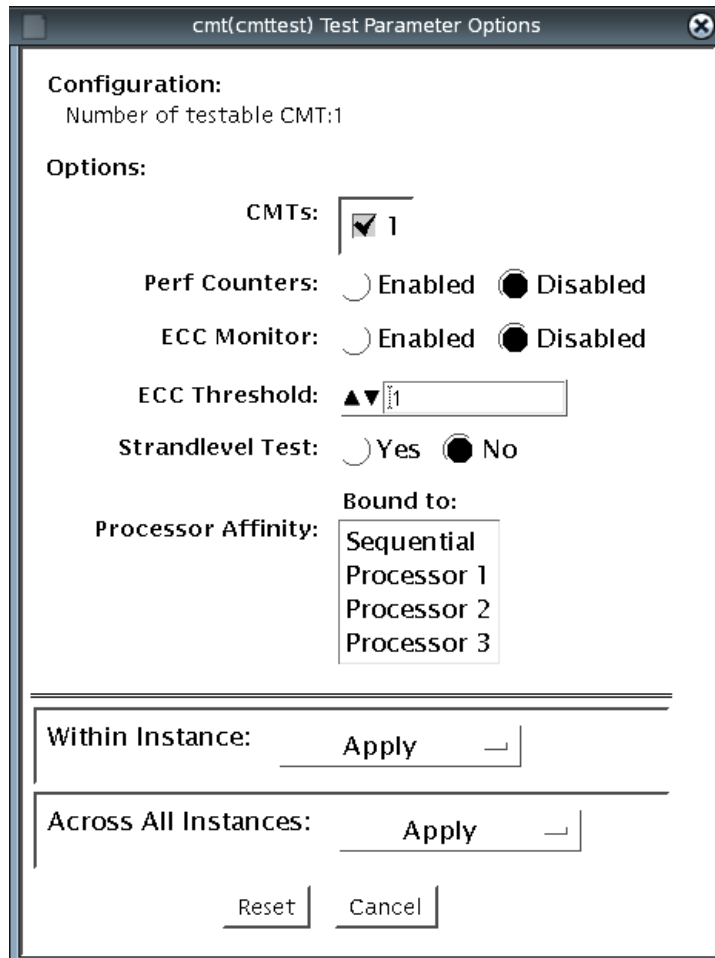 cmt(cmttest) Test Parameter Options
Configuration:
Number of testable CMT:1
Options:
CMTs: 1
Perf Counters: Enabled Disabled
ECC Monitor: Enabled Disabled
ECC Threshold: 1
Strandlevel Test: Yes No
Bound to:
Processor Affinity:
Sequential
Processor 1
Processor 2
Processor 3
Within Instance: Apply
Across All Instances: Apply
Reset Cancel